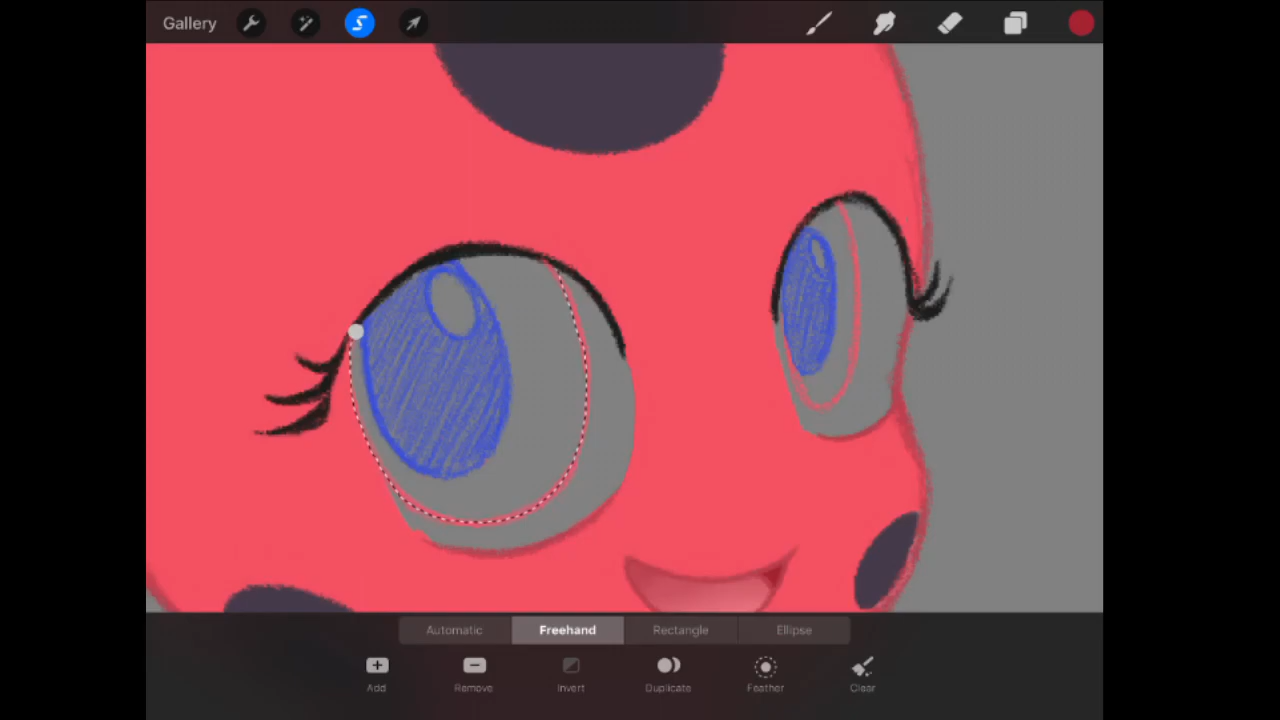 Gallery
Automatic Freehand Rectangle Ellipse
Add Remove Invert Duplicate Feather Clear